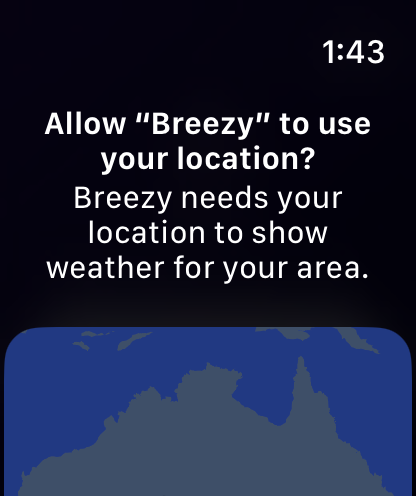 1:43
Allow “Breezy” to use
your location?
Breezy needs your
location to show
weather for your area.